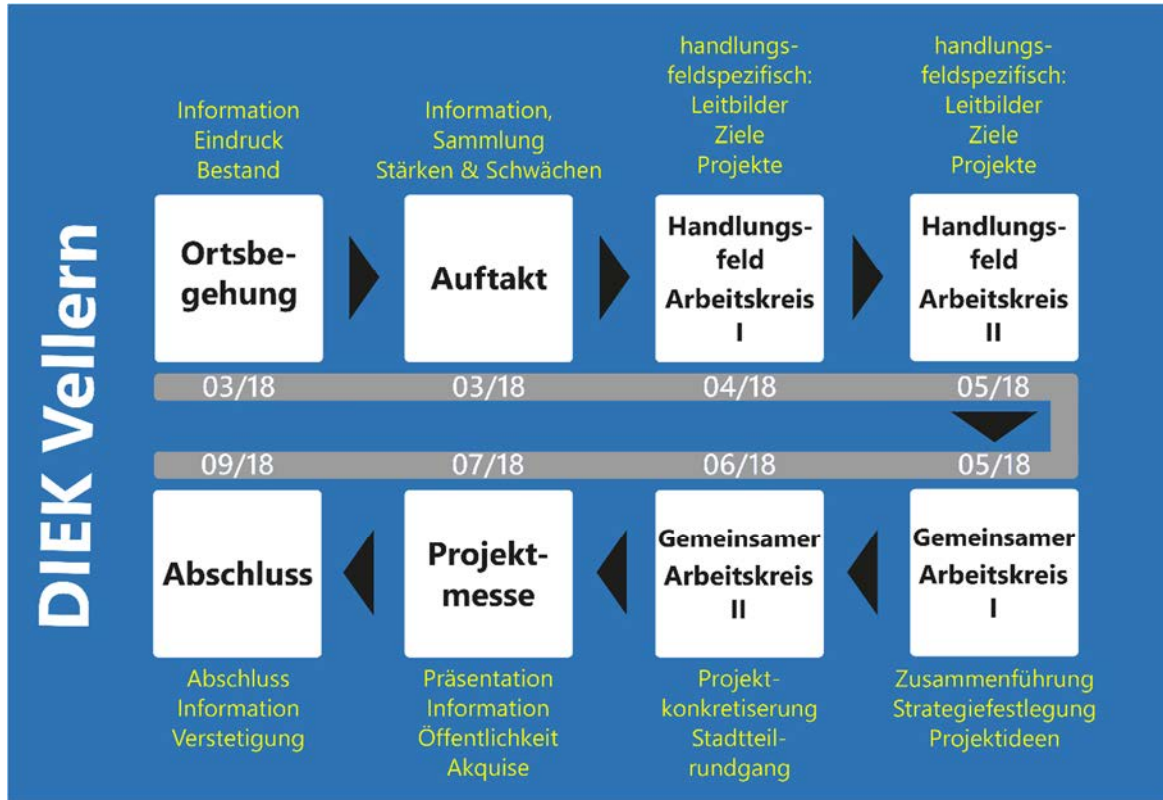 DIEK Vellern
Information
Eindruck
Bestand
Ortsbe-
gehung
03/18
Information,
Sammlung
Stärken & Schwächen
Auftakt
03/18
handlungs-
feldspezifisch:
Leitbilder
Ziele
Projekte
Handlungs-
feld
Arbeitskreis
I
04/18
handlungs-
feldspezifisch:
Leitbilder
Ziele
Projekte
Handlungs-
feld
Arbeitskreis
II
05/18
05/18
Gemeinsamer
Arbeitskreis
I
Zusammenführung
Strategiefestlegung
Projektideen
06/18
Gemeinsamer
Arbeitskreis
II
Projekt-
konkretiserung
Stadtteil-
rundgang
07/18
Projekt-
messe
Präsentation
Information
Öffentlichkeit
Akquise
09/18
Abschluss
Abschluss
Information
Verstetigung